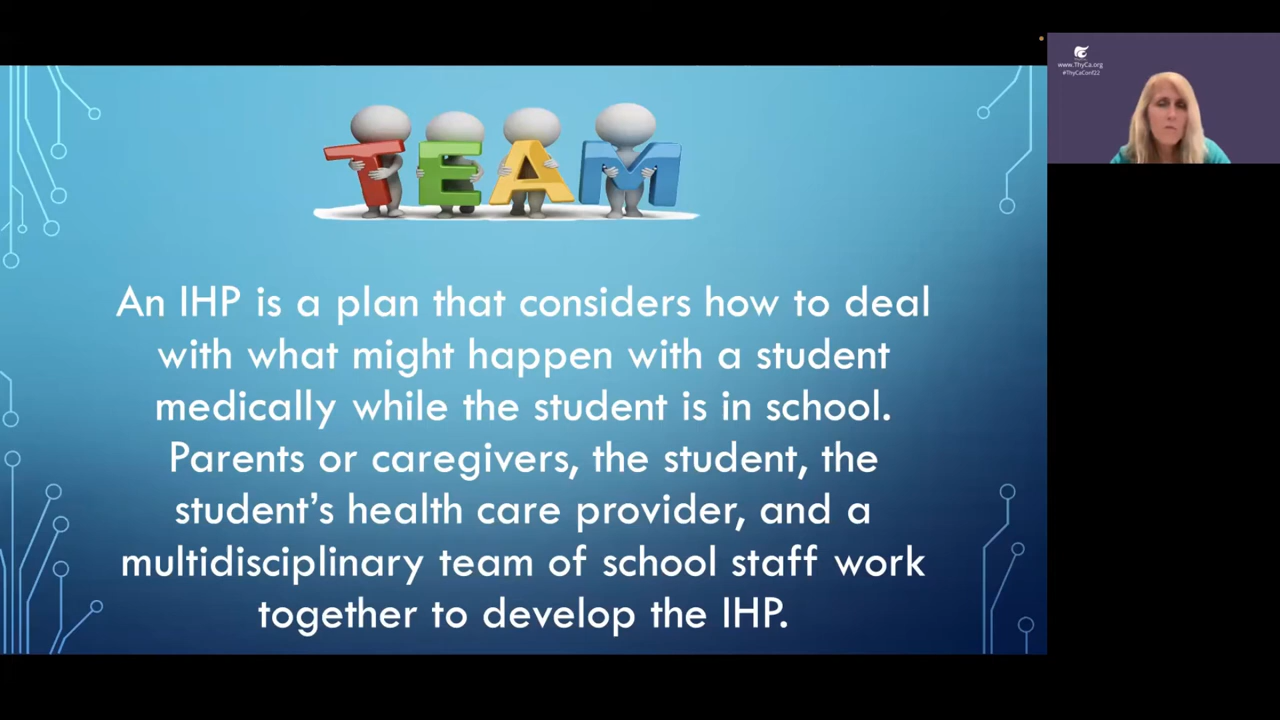 TEAM
An IHP is a plan that considers how to deal
with what might happen with a student
medically while the student is in school.
Parents or caregivers, the student, the
student's health care provider, and a
multidisciplinary team of school staff work
together to develop the IHP.
www.ThyCa.org
#ThyCaConf22